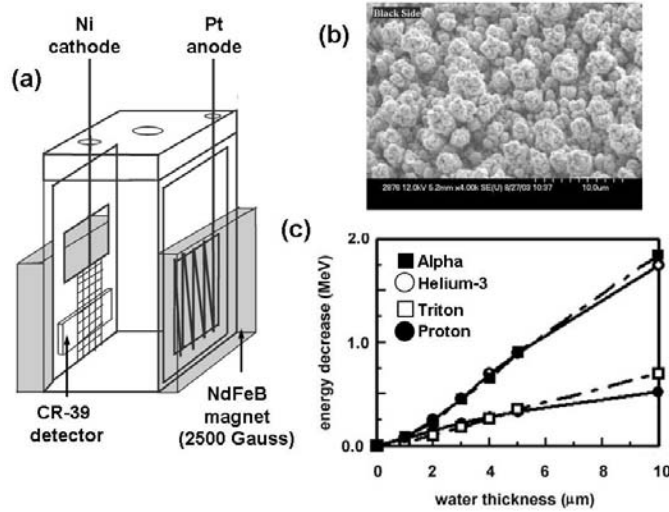 Ni
cathode
Pt
anode
(a)
CR-39
detector
NdFeB
magnet
(2500 Gauss)
(b)
Black Side
2876 12.0kV 5.2mm x4.00k SE(U) 8/27/03 10:37 10.0um
(c)
Alpha
Helium-3
Triton
Proton
energy decrease (MeV)
2.0
1.0
0.0
0 2 4 6 8 10
water thickness (μm)